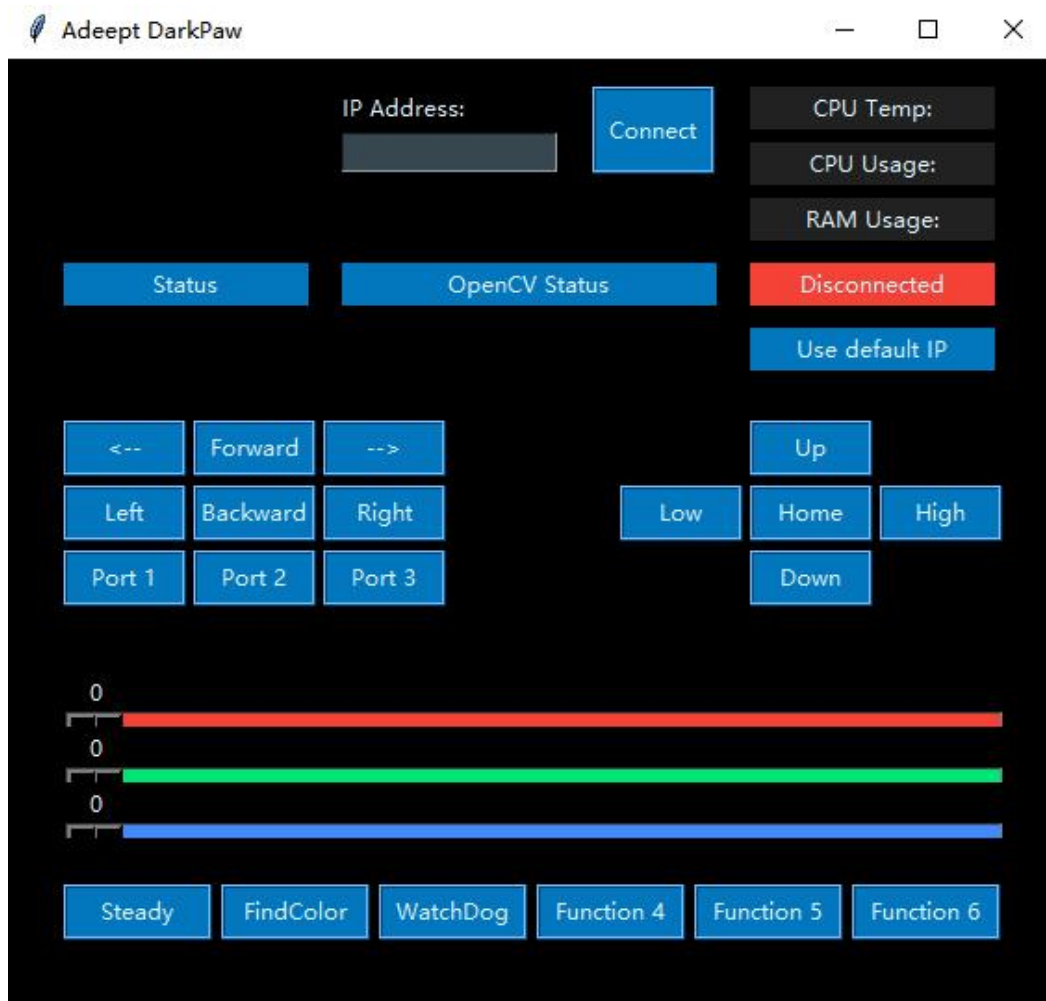 Adeept DarkPaw
IP Address:
Connect
CPU Temp:
CPU Usage:
RAM Usage:
Status
OpenCV Status
Disconnected
Use default IP
<-- Forward -->
Up
Left Backward Right
Low Home High
Port 1 Port 2 Port 3
Down
0
0
0
Steady FindColor WatchDog Function 4 Function 5 Function 6